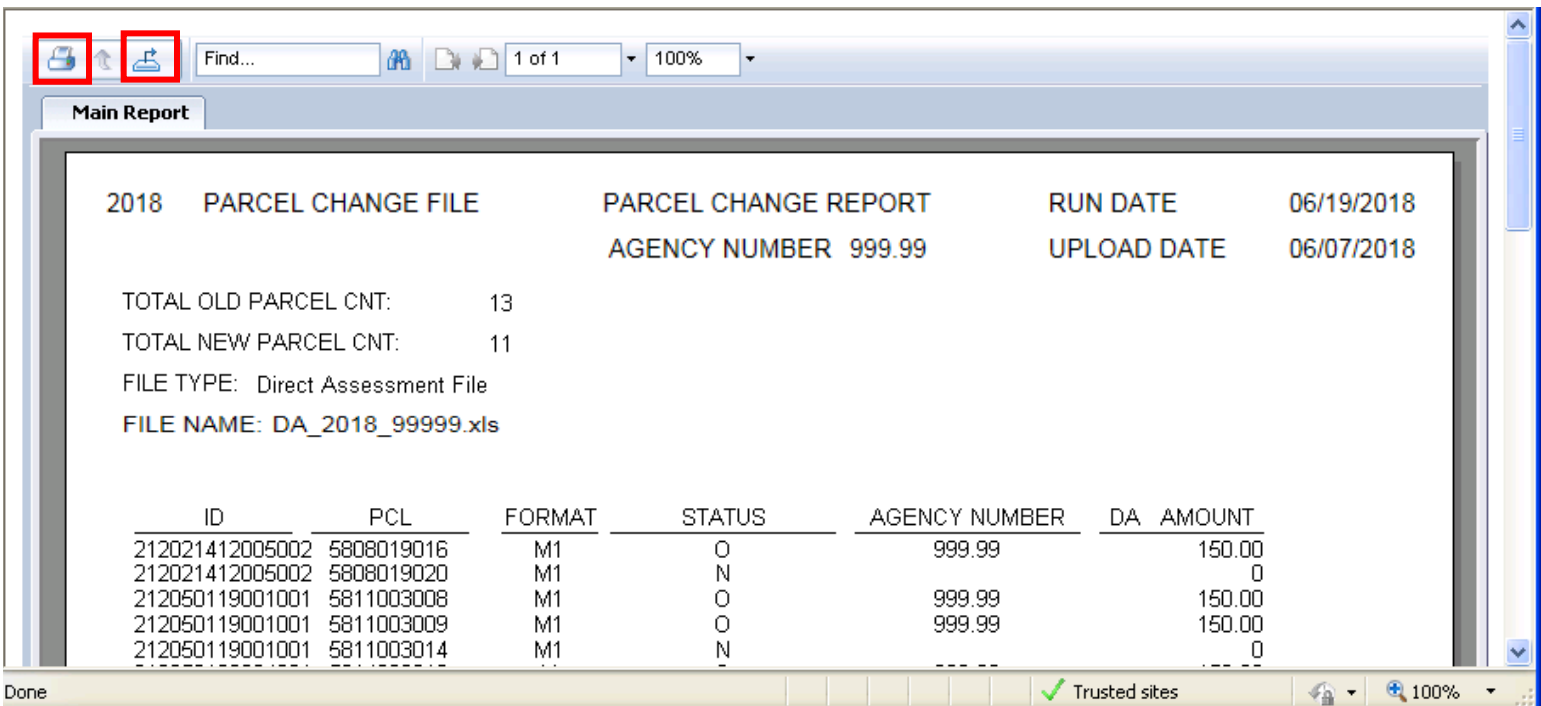 Find... 1 of 1 100%
Main Report
2018 PARCEL CHANGE FILE PARCEL CHANGE REPORT RUN DATE 06/19/2018
AGENCY NUMBER 999.99 UPLOAD DATE 06/07/2018
TOTAL OLD PARCEL CNT: 13
TOTAL NEW PARCEL CNT: 11
FILE TYPE: Direct Assessment File
FILE NAME: DA_2018_99999.xls
ID PCL FORMAT STATUS AGENCY NUMBER DA AMOUNT
212021412005002 5808019016 M1 O 999.99 150.00
212021412005002 5808019020 M1 N 0
212050119001001 5811003008 M1 O 999.99 150.00
212050119001001 5811003009 M1 O 999.99 150.00
212050119001001 5811003014 M1 N 0
Done Trusted sites 100%